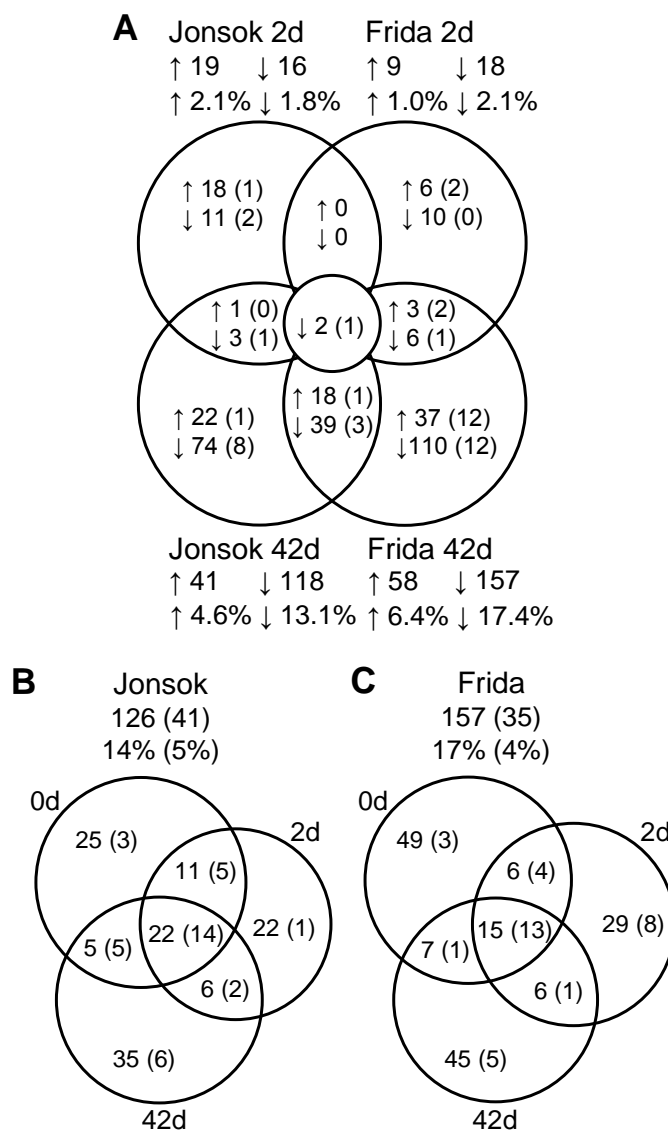 A
Jonsok 2d Frida 2d
↑ 19 ↓ 16 ↑ 9 ↓ 18
↑ 2.1% ↓ 1.8% ↑ 1.0% ↓ 2.1%
↑ 18 (1) ↑ 0 ↑ 6 (2)
↓ 11 (2) ↓ 0 ↓ 10 (0)
↑ 1 (0) ↑ 3 (2)
↓ 3 (1) ↓ 2 (1) ↓ 6 (1)
↑ 22 (1) ↑ 18 (1) ↑ 37 (12)
↓ 74 (8) ↓ 39 (3) ↓110 (12)
Jonsok 42d Frida 42d
↑ 41 ↓ 118 ↑ 58 ↓ 157
↑ 4.6% ↓ 13.1% ↑ 6.4% ↓ 17.4%
B
Jonsok
126 (41)
14% (5%)
0d
2d
25 (3)
11 (5)
22 (14) 22 (1)
5 (5)
6 (2)
35 (6)
42d
C
Frida
157 (35)
17% (4%)
0d
2d
49 (3)
6 (4)
15 (13) 29 (8)
7 (1)
6 (1)
45 (5)
42d